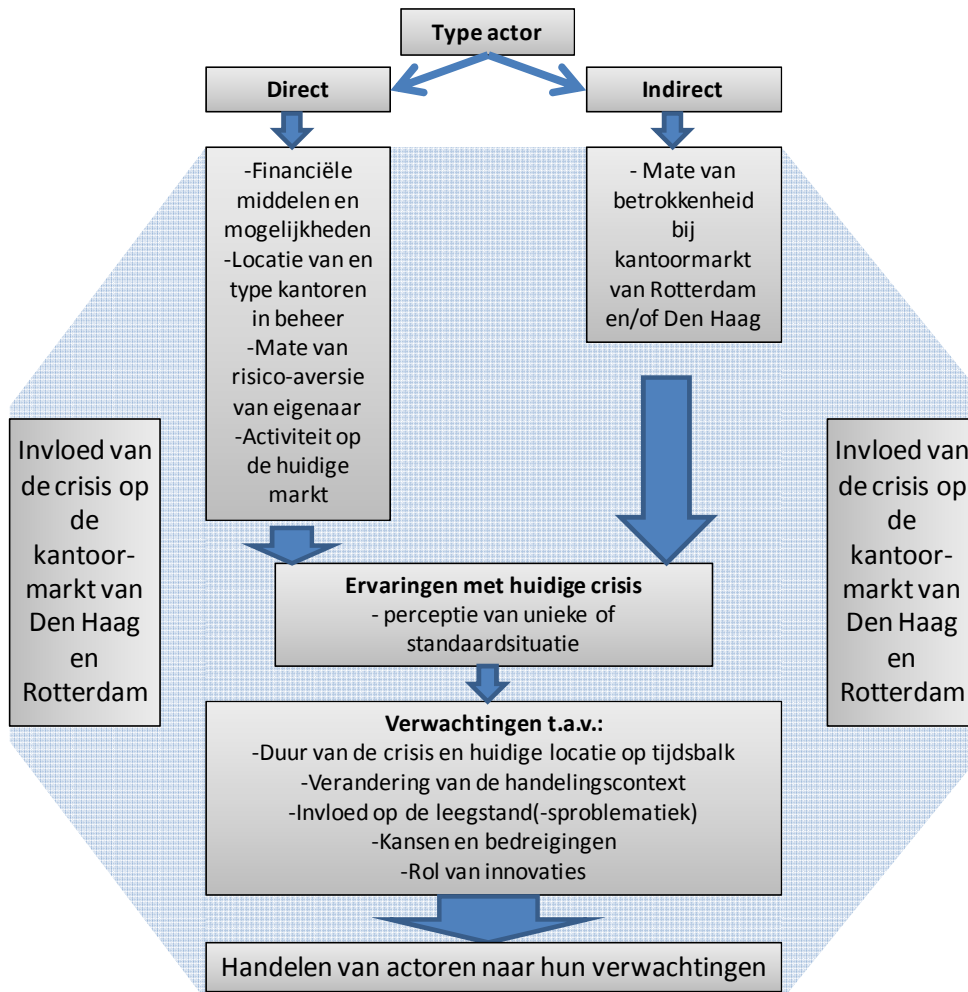 Type actor
Direct
Indirect
-Financiële
middelen en
mogelijkheden
-Locatie van en
type kantoren
in beheer
-Mate van
risico-aversie
van eigenaar
-Activiteit op
de huidige
markt
- Mate van
betrokkenheid
bij
kantoormarkt
van Rotterdam
en/of Den Haag
Invloed van
de crisis op
de
kantoor-
markt van
Den Haag
en
Rotterdam
Invloed van
de crisis op
de
kantoor-
markt van
Den Haag
en
Rotterdam
Ervaringen met huidige crisis
- perceptie van unieke of
standaardsituatie
Verwachtingen t.a.v.:
-Duur van de crisis en huidige locatie op tijdsbalk
-Verandering van de handelingscontext
-Invloed op de leegstand(-sproblematiek)
-Kansen en bedreigingen
-Rol van innovaties
Handelen van actoren naar hun verwachtingen